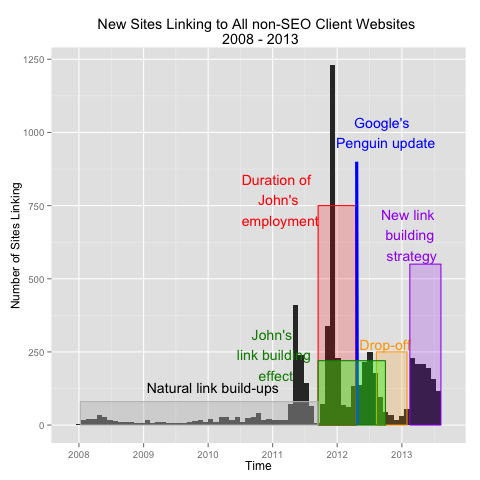 New Sites Linking to All non-SEO Client Websites
2008 - 2013
1250
1000
750
500
250
0
Number of Sites Linking
Google's
Penguin update
Duration of
John's
employment
New link
building
strategy
John's
link building
effect
Drop-off
Natural link build-ups
2008
2009
2010
2011
2012
2013
Time